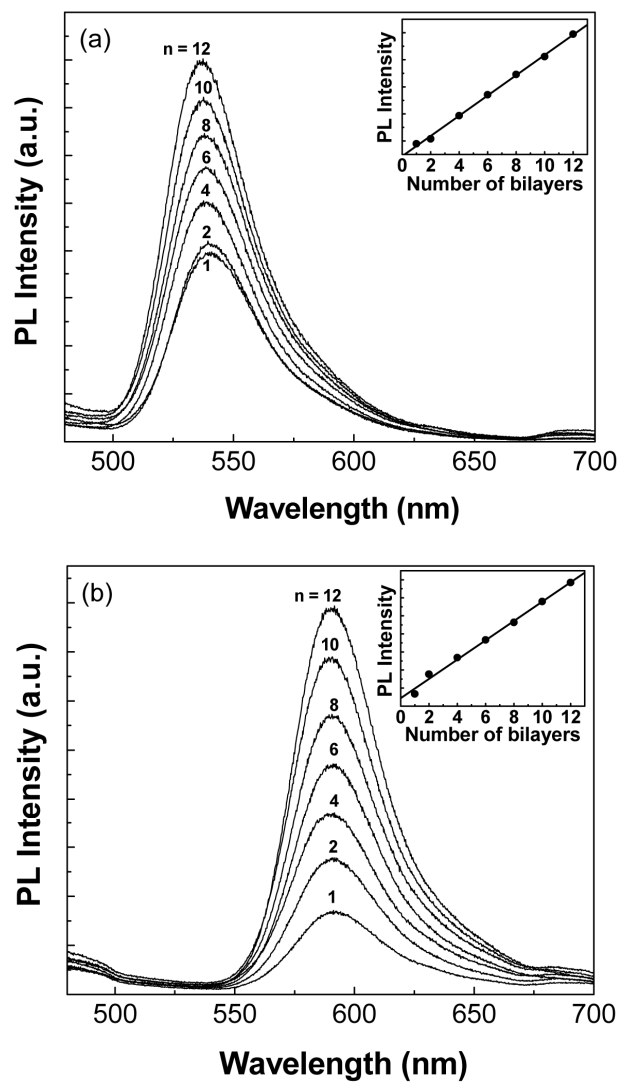 (a)
n = 12
10
8
6
4
2
1
PL Intensity (a.u.)
500 550 600 650 700
Wavelength (nm)
PL Intensity
0 2 4 6 8 10 12
Number of bilayers
(b)
n = 12
10
8
6
4
2
1
PL Intensity (a.u.)
500 550 600 650 700
Wavelength (nm)
PL Intensity
0 2 4 6 8 10 12
Number of bilayers